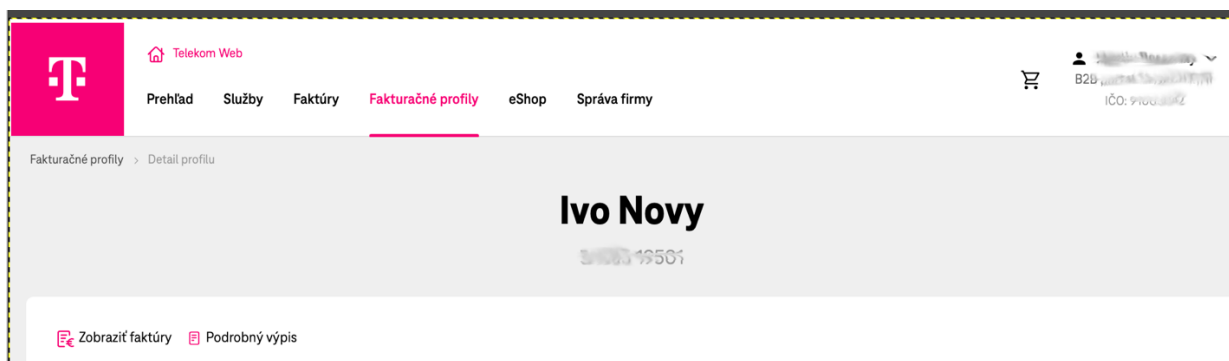 T
Telekom Web
Prehľad Služby Faktúry Fakturačné profily eShop Správa firmy
B2B
IČO:
Fakturačné profily > Detail profilu
Ivo Novy
Zobraziť faktúry Podrobný výpis